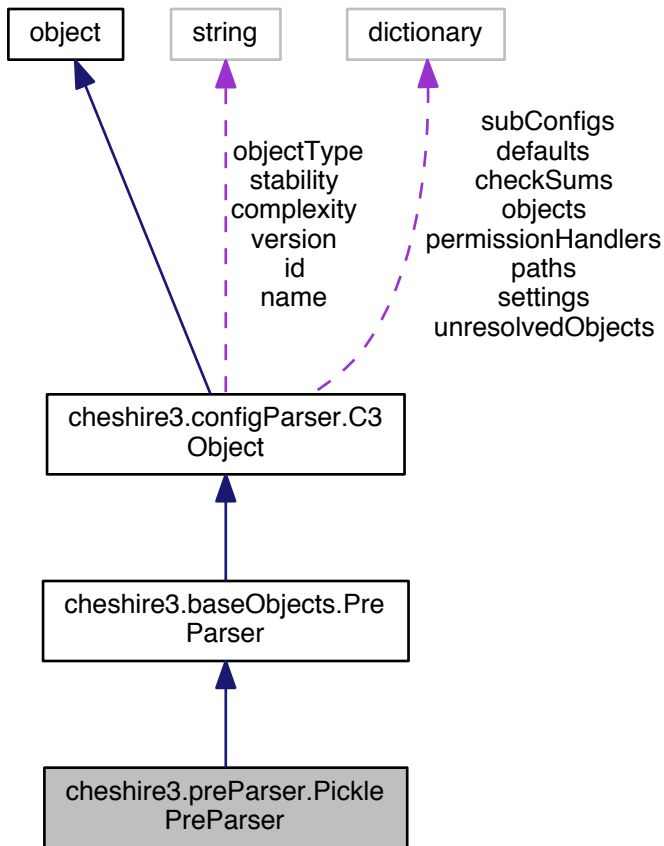 object
string
dictionary
objectType
stability
complexity
version
id
name
subConfigs
defaults
checkSums
objects
permissionHandlers
paths
settings
unresolvedObjects
cheshire3.configParser.C3
Object
cheshire3.baseObjects.Pre
Parser
cheshire3.preParser.Pickle
PreParser